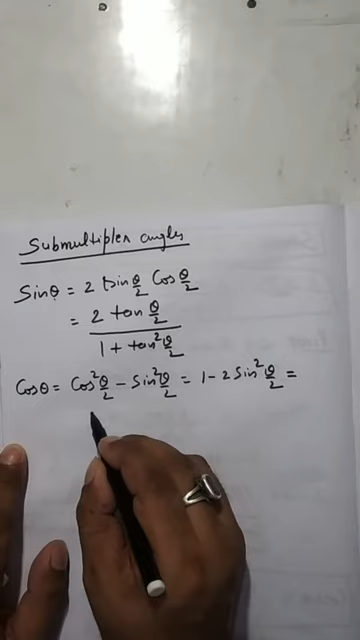 Submultiplex angles
Sinθ = 2 sin θ/2 Cos θ/2
= 2 tan θ/2 / 1 + tan² θ/2
Cosθ = Cos² θ/2 − Sin² θ/2 = 1 − 2 Sin² θ/2 =